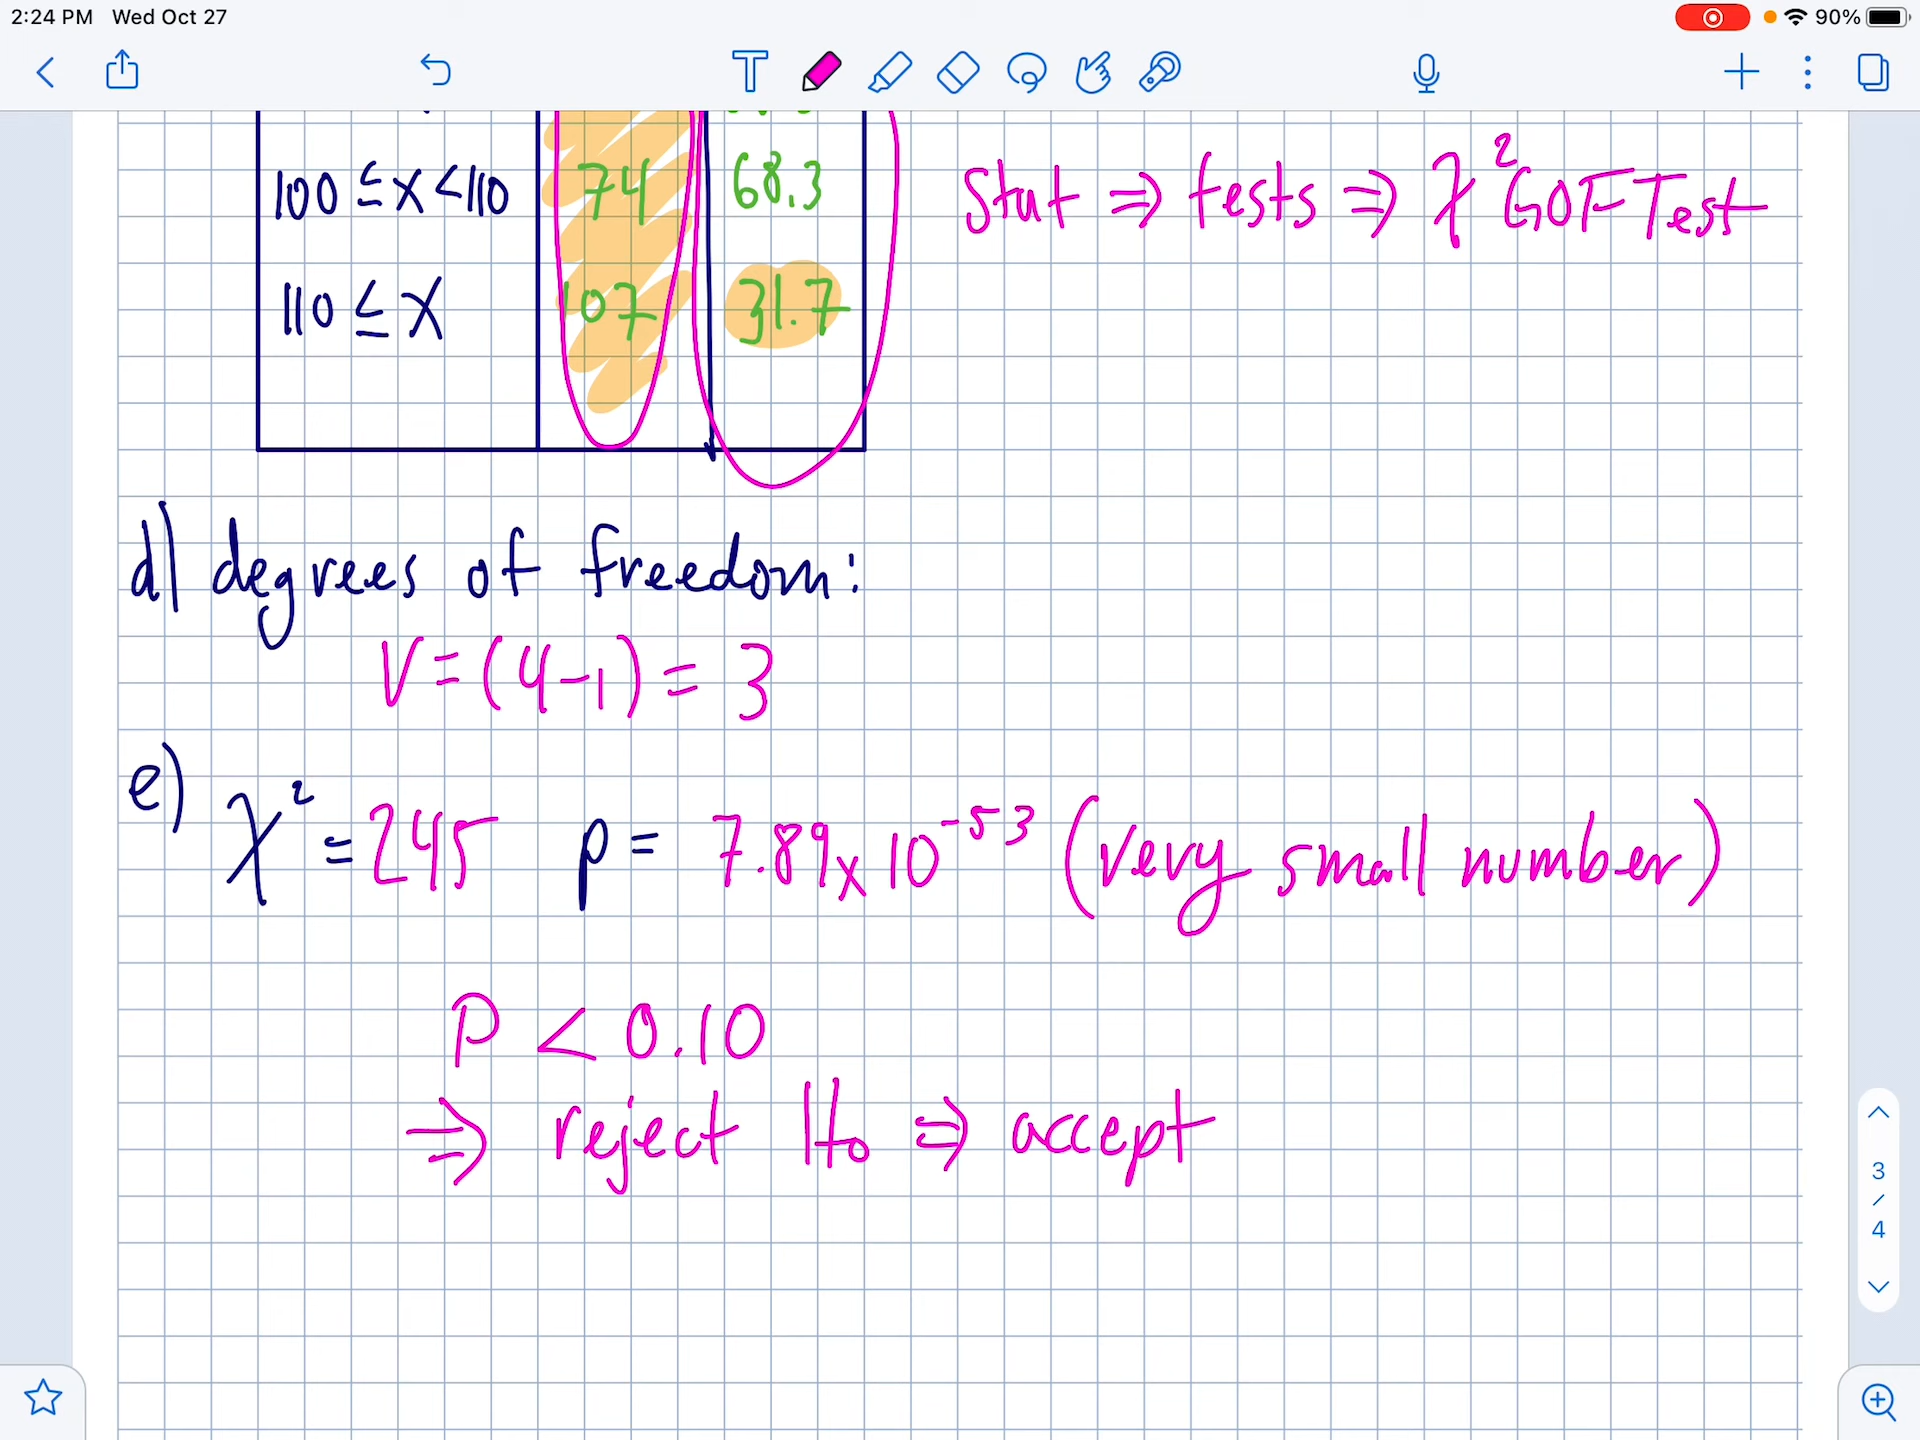 2:24 PM Wed Oct 27
90%
T
100 ≤ X < 110 74 68.3
Stat ⇒ tests ⇒ χ² GOF Test
110 ≤ X 107 31.7
d) degrees of freedom:
V = (4-1) = 3
e) χ² = 245 p = 7.89 x 10⁻⁵³ (very small number)
P < 0.10
⇒ reject H₀ ⇒ accept
3
/
4